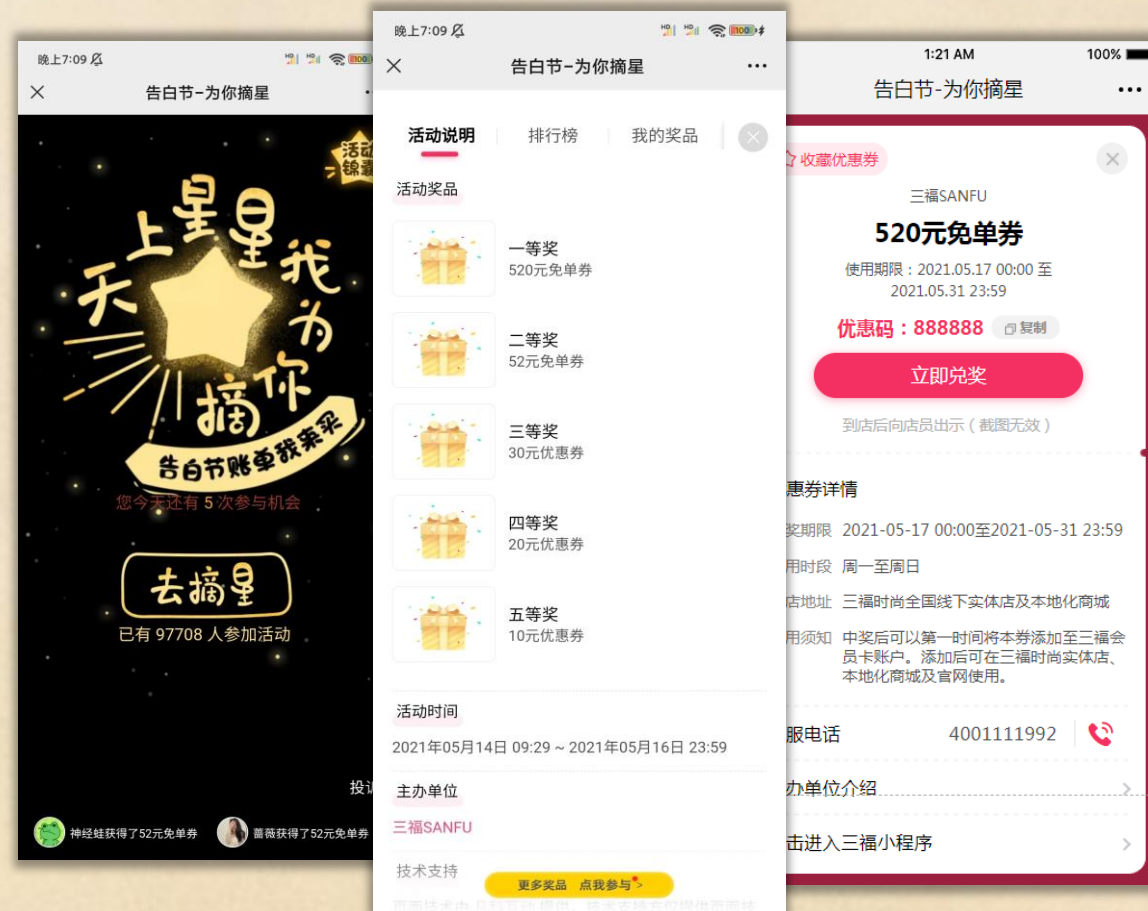 晚上7:09
告白节-为你摘星
活动
锦囊
天上星星我为你摘
告白节账单我来买
您今天还有 5 次参与机会
去摘星
已有 97708 人参加活动
投诉
神经蛙获得了52元免单券
蔷薇获得了52元免单券
晚上7:09
HD
HD
100
告白节-为你摘星
活动说明
排行榜
我的奖品
活动奖品
一等奖
520元免单券
二等奖
52元免单券
三等奖
30元优惠券
四等奖
20元优惠券
五等奖
10元优惠券
活动时间
2021年05月14日 09:29 ~ 2021年05月16日 23:59
主办单位
三福SANFU
技术支持
更多奖品 点我参与 >
1:21 AM
100%
告白节-为你摘星
收藏优惠券
三福SANFU
520元免单券
使用期限：2021.05.17 00:00 至
2021.05.31 23:59
优惠码：888888
复制
立即兑奖
到店后向店员出示（截图无效）
惠券详情
奖期限 2021-05-17 00:00至2021-05-31 23:59
用时段 周一至周日
店地址 三福时尚全国线下实体店及本地化商城
用须知 中奖后可以第一时间将本券添加至三福会
员卡账户。添加后可在三福时尚实体店、
本地化商城及官网使用。
服电话 4001111992
办单位介绍
击进入三福小程序